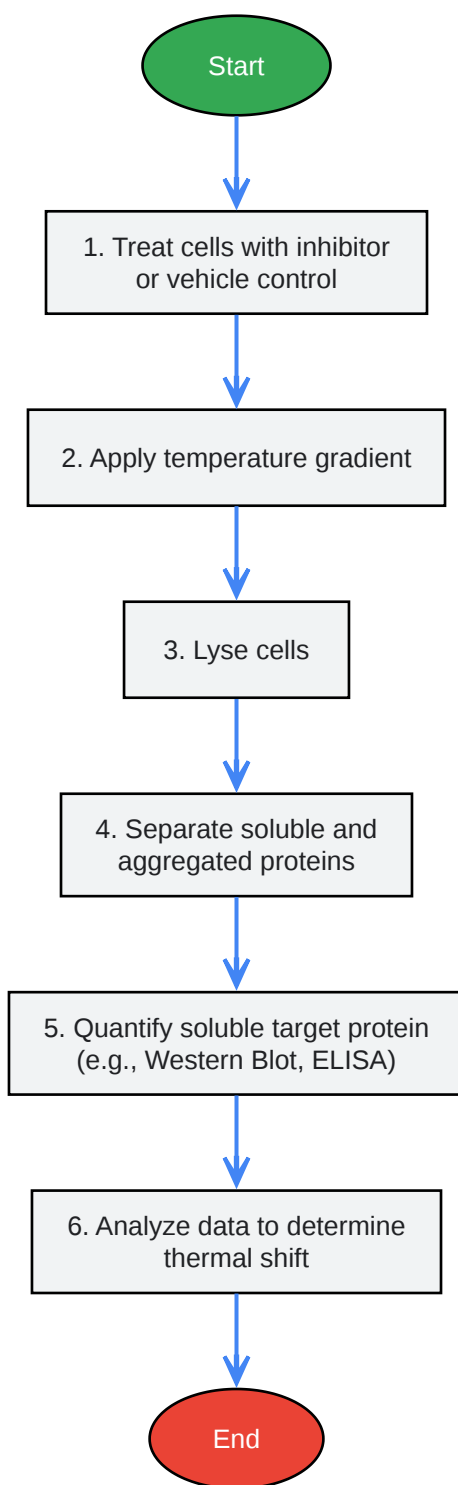 Start
1. Treat cells with inhibitor
or vehicle control
2. Apply temperature gradient
3. Lyse cells
4. Separate soluble and
aggregated proteins
5. Quantify soluble target protein
(e.g., Western Blot, ELISA)
6. Analyze data to determine
thermal shift
End